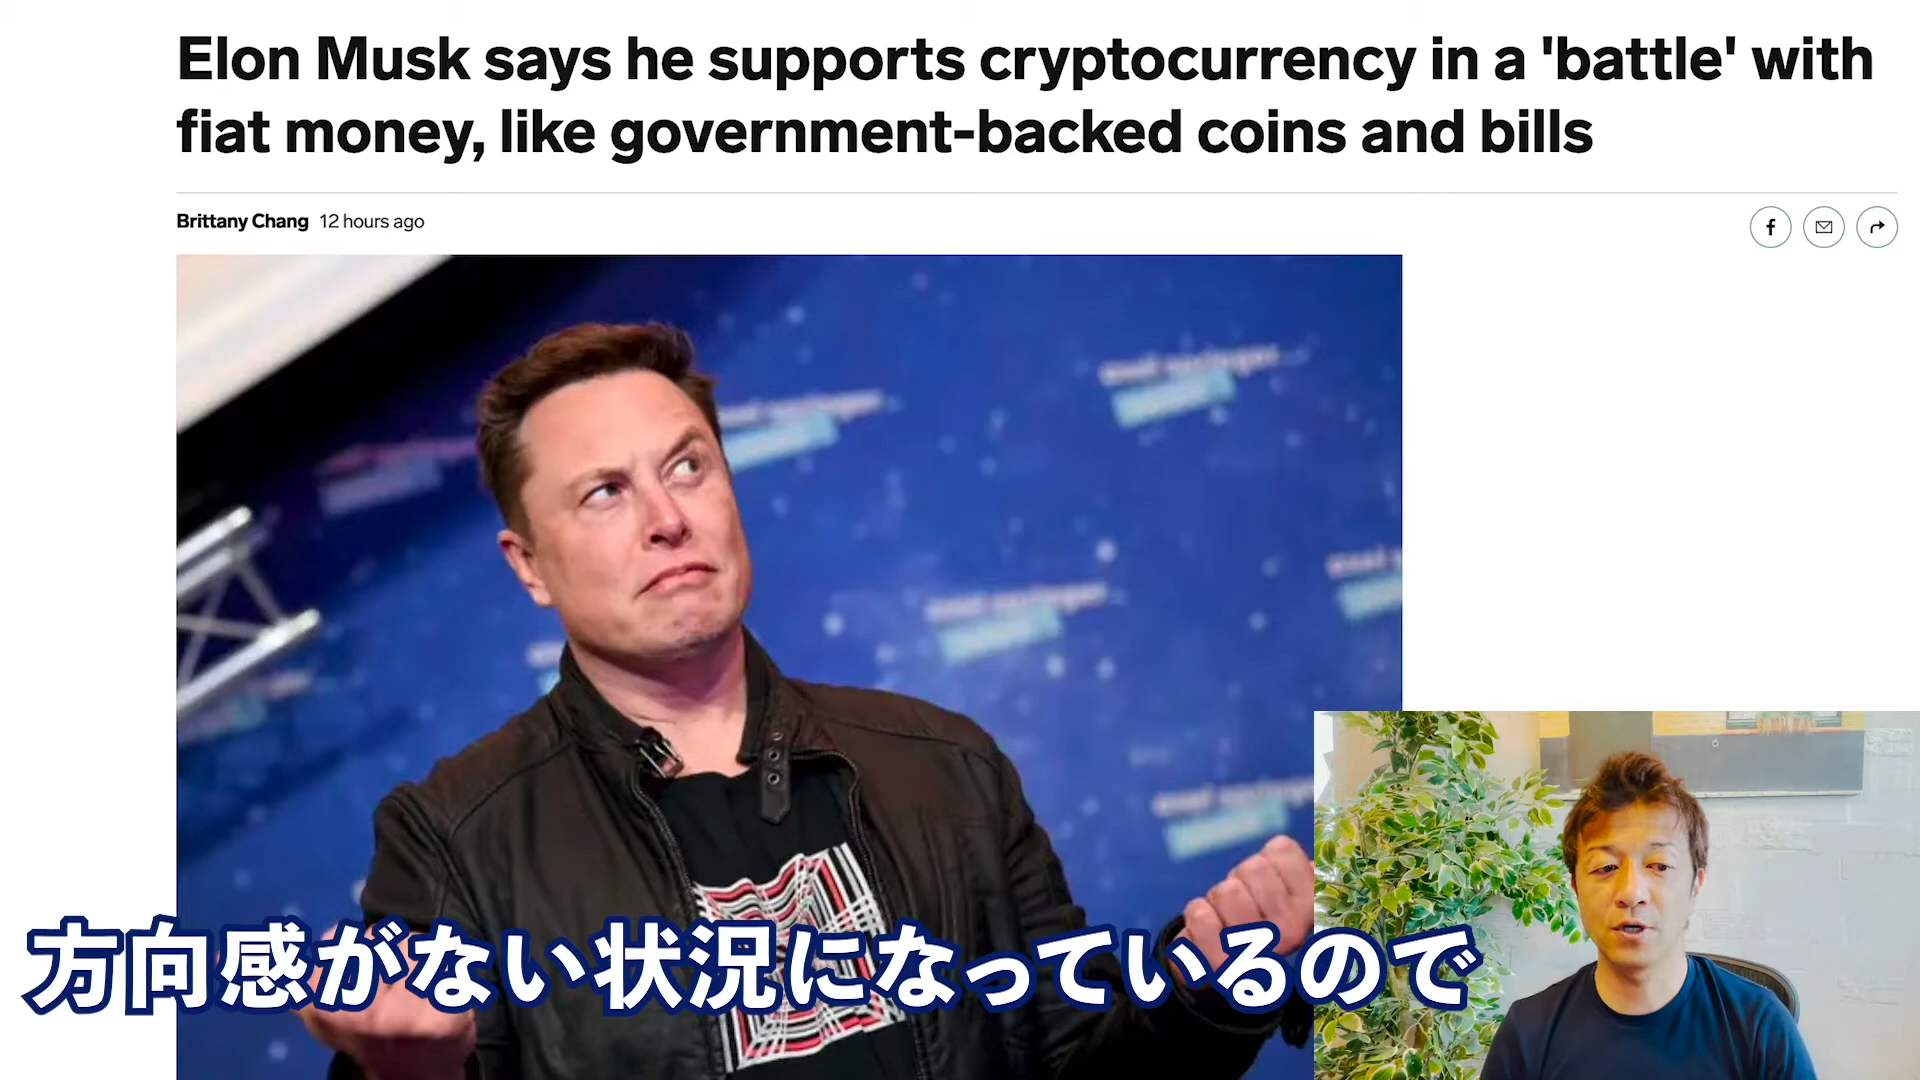 Elon Musk says he supports cryptocurrency in a 'battle' with
fiat money, like government-backed coins and bills
Brittany Chang 12 hours ago
方向感がない状況になっているので